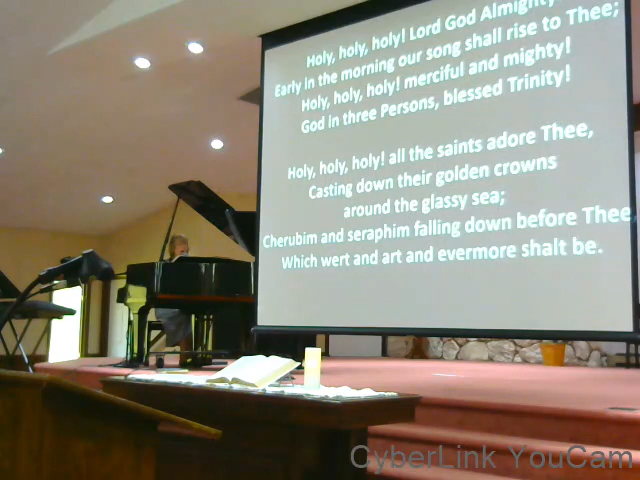 Holy, holy, holy! Lord God Almighty!
Early in the morning our song shall rise to Thee;
Holy, holy, holy! merciful and mighty!
God in three Persons, blessed Trinity!
Holy, holy, holy! all the saints adore Thee,
Casting down their golden crowns
around the glassy sea;
Cherubim and seraphim falling down before Thee,
Which wert and art and evermore shalt be.
CyberLink YouCam